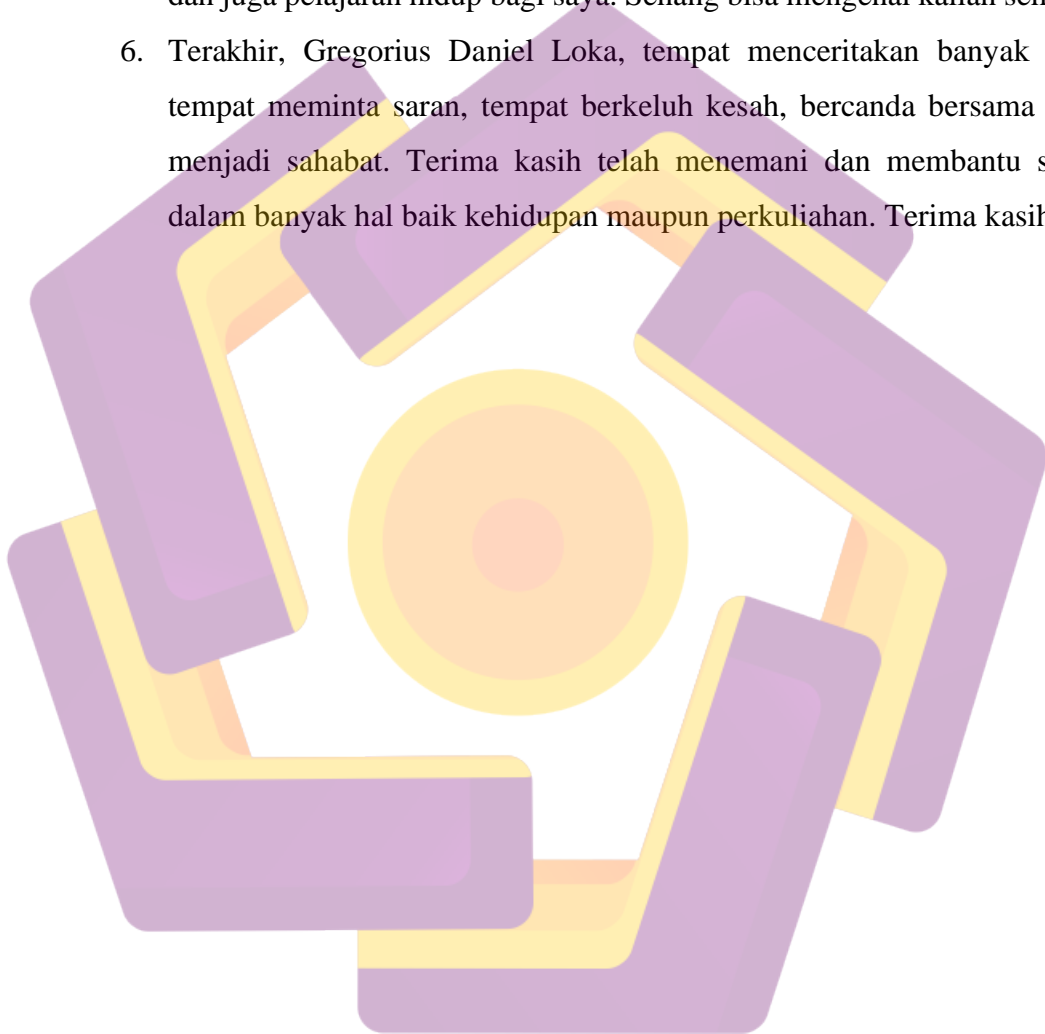 dan juga pelajaran hidup bagi saya. Senang bisa mengenal kalian
6. Terakhir, Gregorius Daniel Loka, tempat menceritakan banyak
tempat meminta saran, tempat berkeluh kesah, bercanda bersama
menjadi sahabat. Terima kasih telah menemani dan membantu
dalam banyak hal baik kehidupan maupun perkuliahan. Terima kasih